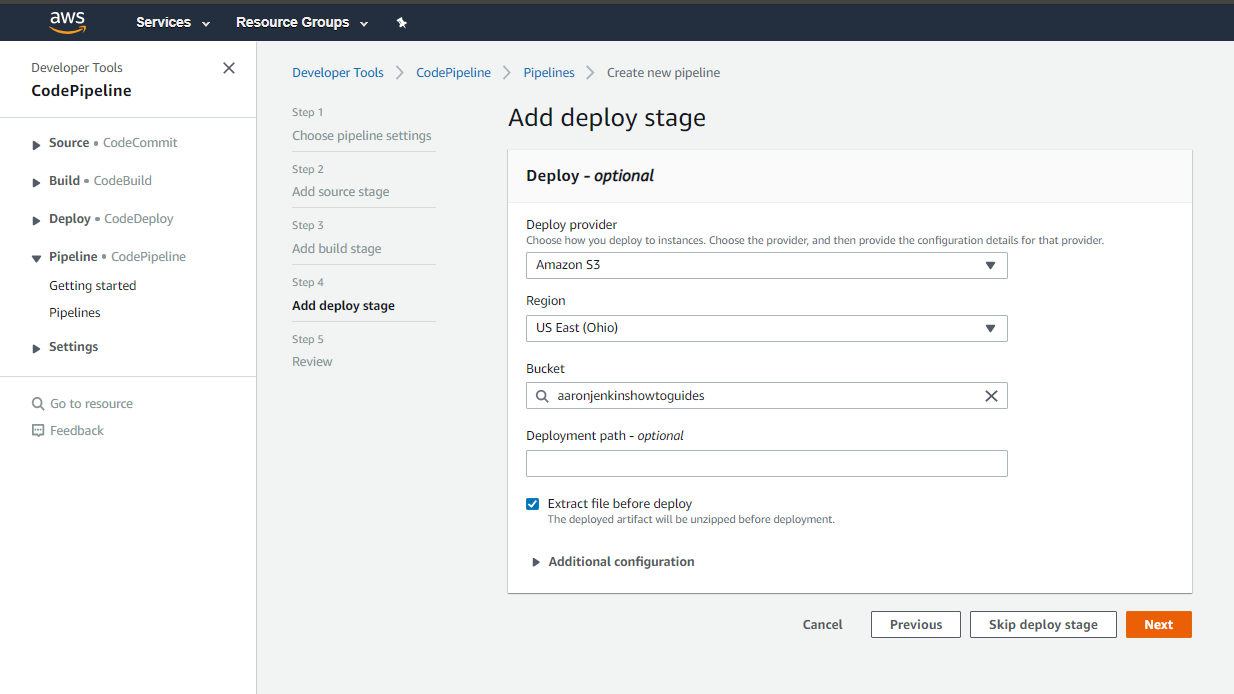 aws Services Resource Groups
Developer Tools
CodePipeline
Source • CodeCommit
Build • CodeBuild
Deploy • CodeDeploy
Pipeline • CodePipeline
Getting started
Pipelines
Settings
Go to resource
Feedback
Developer Tools > CodePipeline > Pipelines > Create new pipeline
Step 1
Choose pipeline settings
Step 2
Add source stage
Step 3
Add build stage
Step 4
Add deploy stage
Step 5
Review
Add deploy stage
Deploy - optional
Deploy provider
Choose how you deploy to instances. Choose the provider, and then provide the configuration details for that provider.
Amazon S3
Region
US East (Ohio)
Bucket
aaronjenkinshowtoguides
Deployment path - optional
Extract file before deploy
The deployed artifact will be unzipped before deployment.
Additional configuration
Cancel Previous Skip deploy stage Next